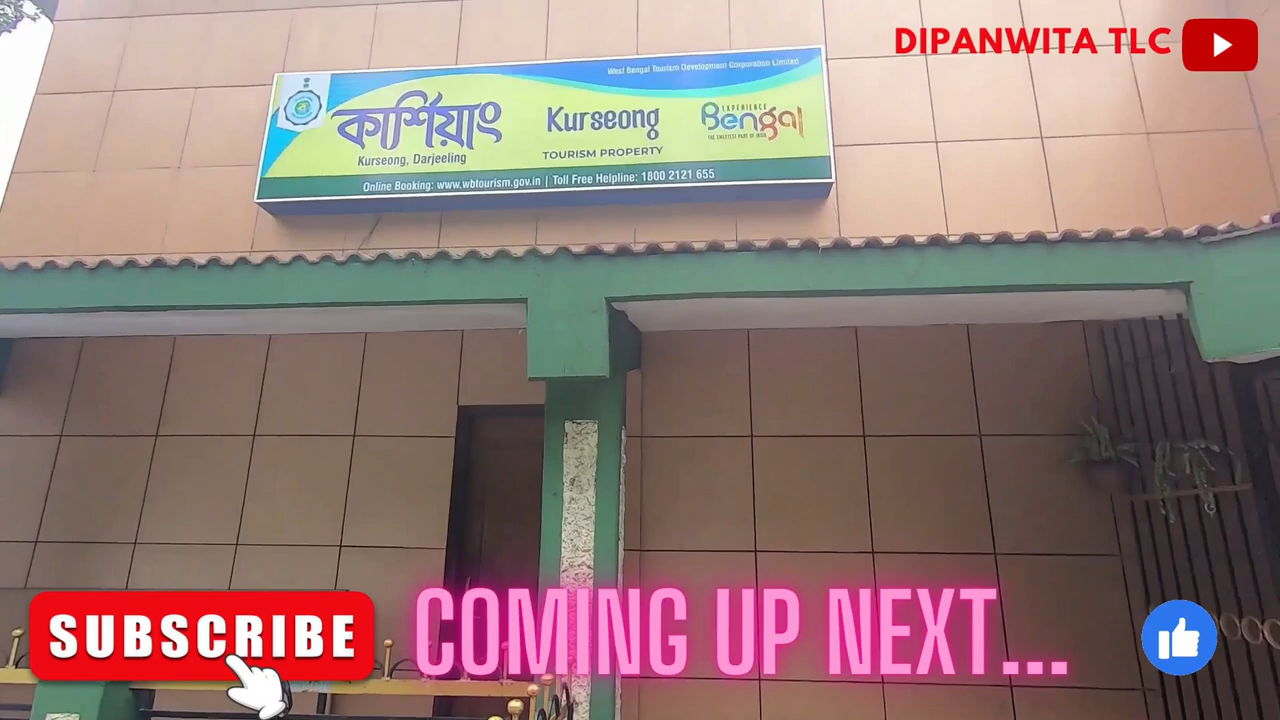 DIPANWITA TLC
West Bengal Tourism Development Corporation Limited
কার্শিয়াং
Kurseong, Darjeeling
Kurseong
TOURISM PROPERTY
EXPERIENCE
Bengal
THE SWEETEST PART OF INDIA
Online Booking: www.wbtourism.gov.in | Toll Free Helpline: 1800 2121 655
SUBSCRIBE
COMING UP NEXT...